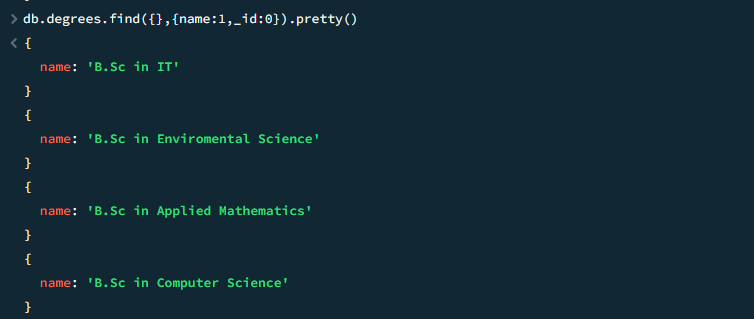 > db.degrees.find({},{name:1,_id:0}).pretty()
< {
name: 'B.Sc in IT'
}
{
name: 'B.Sc in Enviromental Science'
}
{
name: 'B.Sc in Applied Mathematics'
}
{
name: 'B.Sc in Computer Science'
}